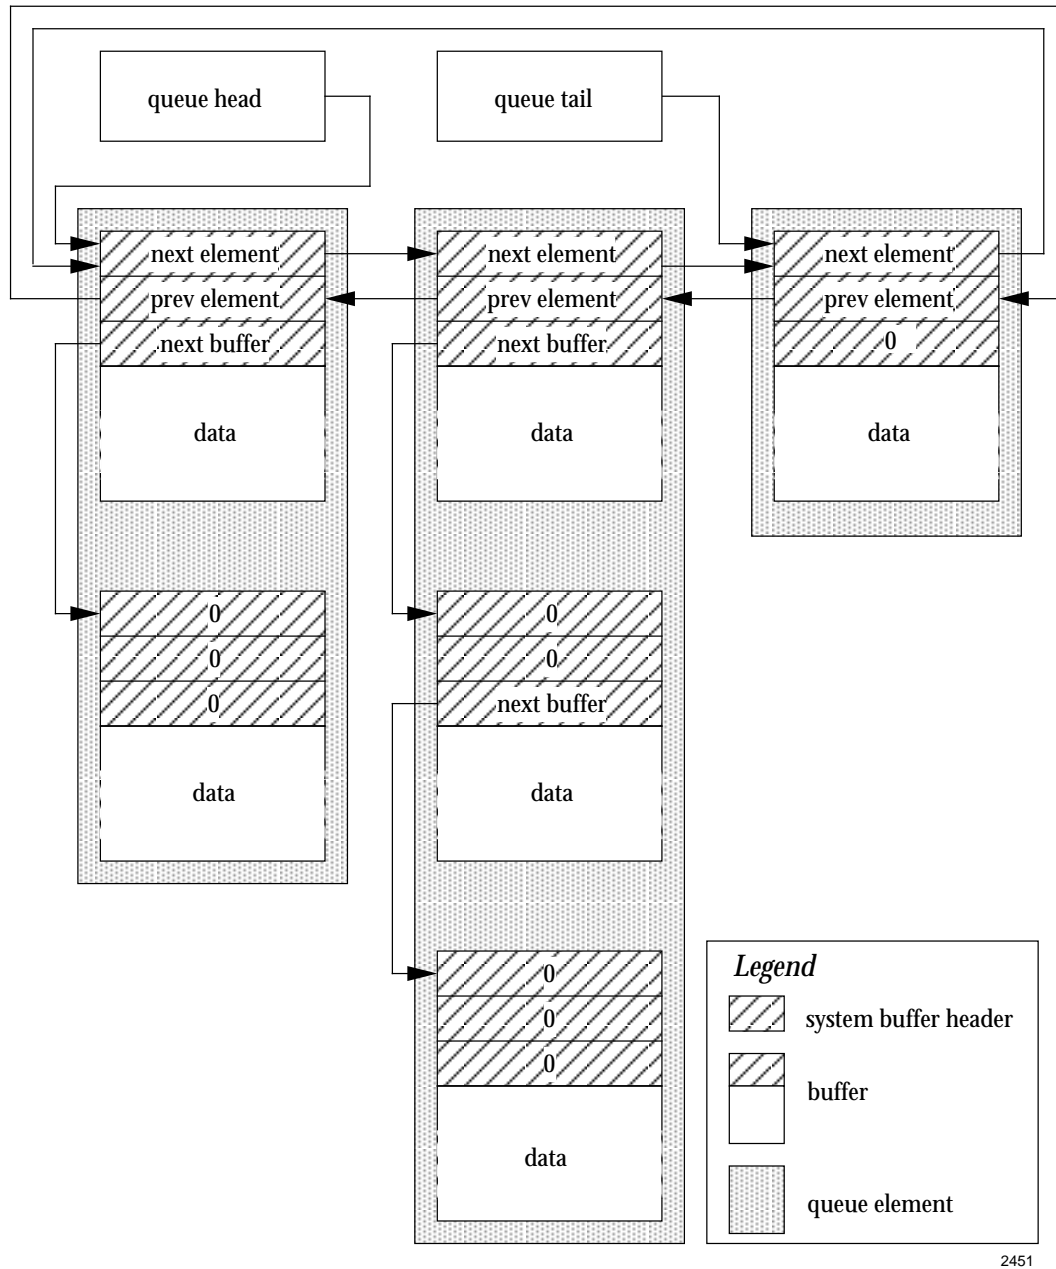 queue head
queue tail
next element
next element
next element
prev element
prev element
prev element
next buffer
next buffer
0
data
data
data
0
0
0
0
0
next buffer
data
data
0
0
0
data
Legend
system buffer header
buffer
queue element
2451